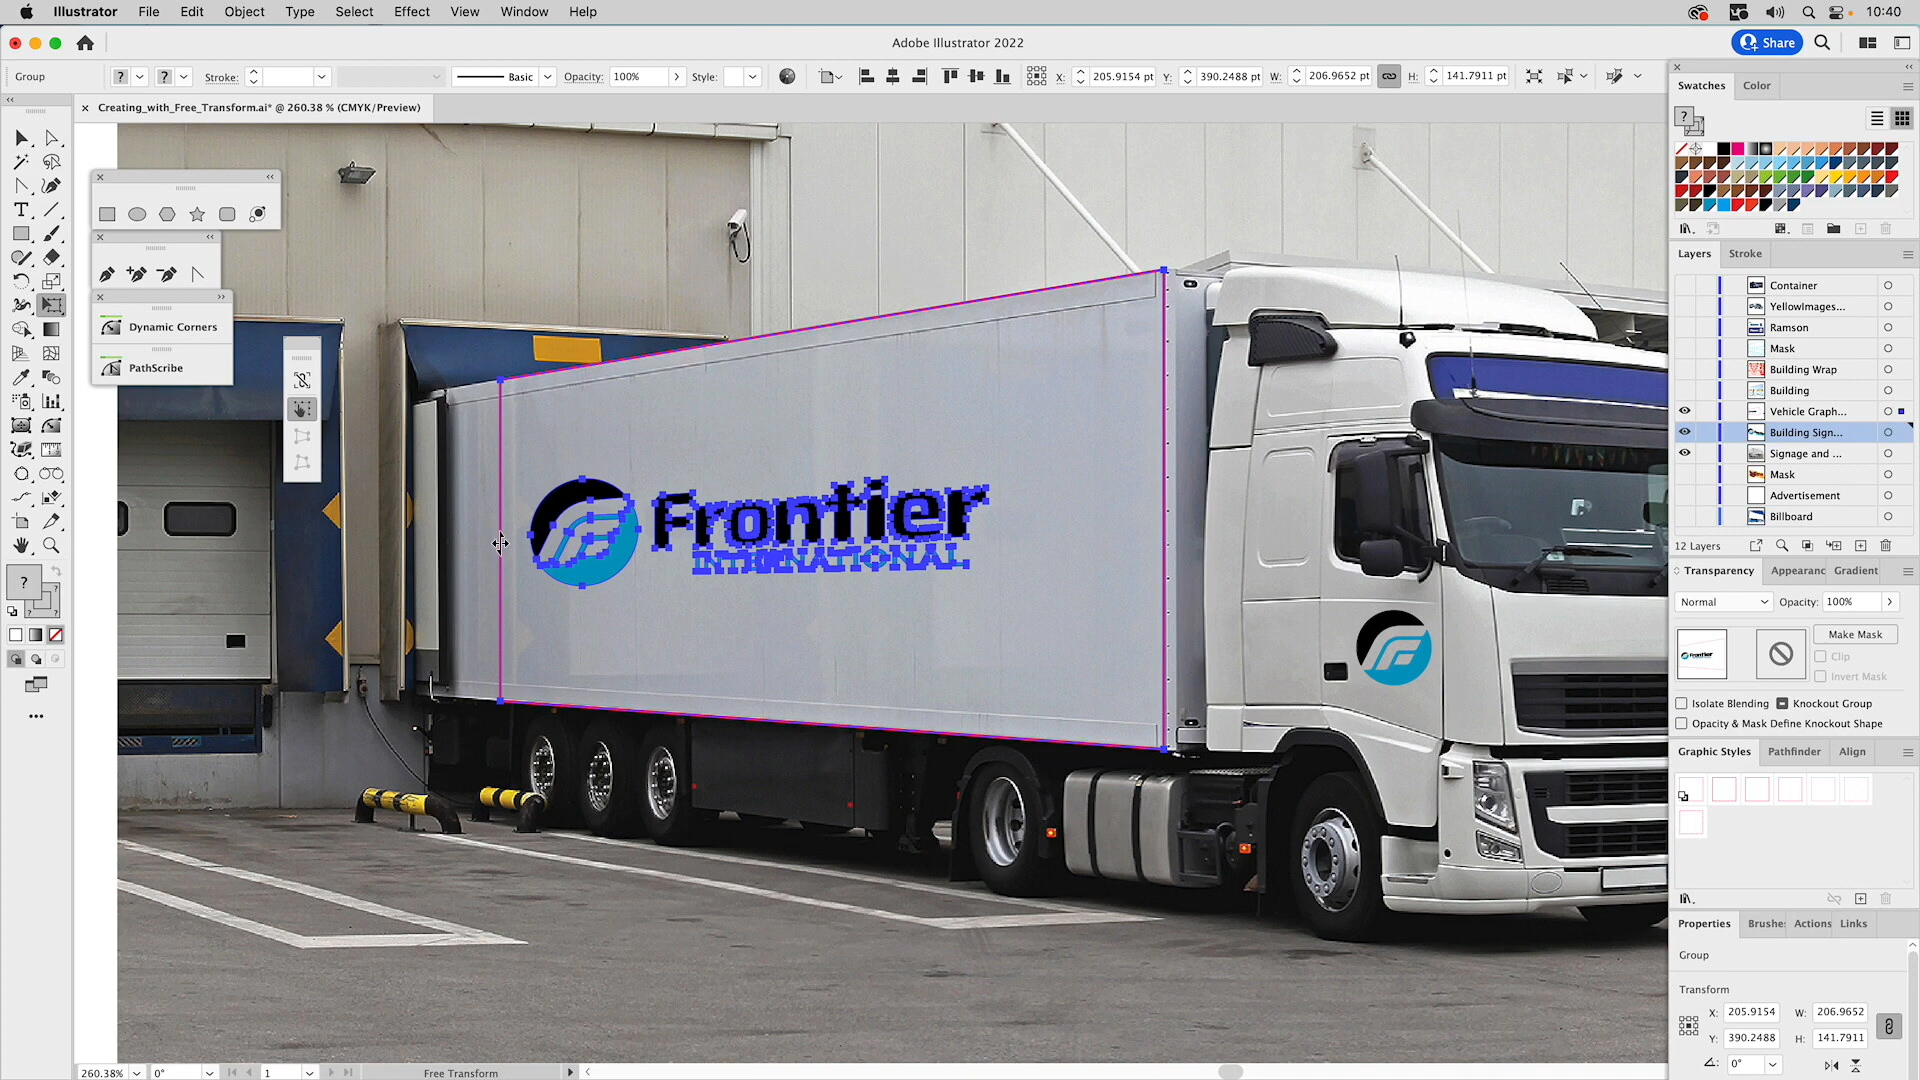 Illustrator File Edit Object Type Select Effect View Window Help 10:40
Adobe Illustrator 2022
Share
Group
Stroke:
Basic
Opacity: 100%
Style:
X: 205.9154 pt
Y: 390.2488 pt
W: 206.9652 pt
H: 141.7911 pt
Creating_with_Free_Transform.ai* @ 260.38 % (CMYK/Preview)
Dynamic Corners
PathScribe
Frontier
INTERNATIONAL
Swatches Color
Layers Stroke
Container
YellowImages...
Ramson
Mask
Building Wrap
Building
Vehicle Graph...
Building Sign...
Signage and ...
Mask
Advertisement
Billboard
12 Layers
Transparency Appearanc Gradient
Normal Opacity: 100%
Make Mask
Clip
Invert Mask
Frontier
Isolate Blending Knockout Group
Opacity & Mask Define Knockout Shape
Graphic Styles Pathfinder Align
Properties Brushe: Actions Links
Group
Transform
X: 205.9154 W: 206.9652
Y: 390.2488 H: 141.7911
0°
260.38% 0° 1 Free Transform